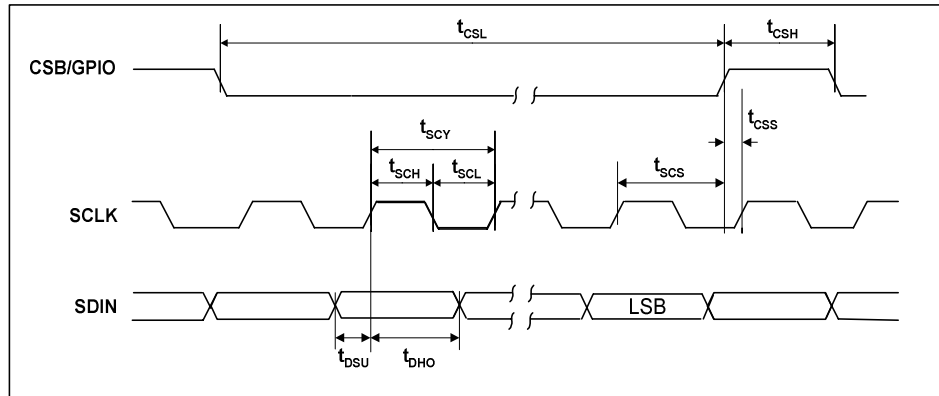 tCSL
tCSH
CSB/GPIO
tCSS
tSCY
tSCH
tSCL
tSCS
SCLK
SDIN
LSB
tDSU
tDHO